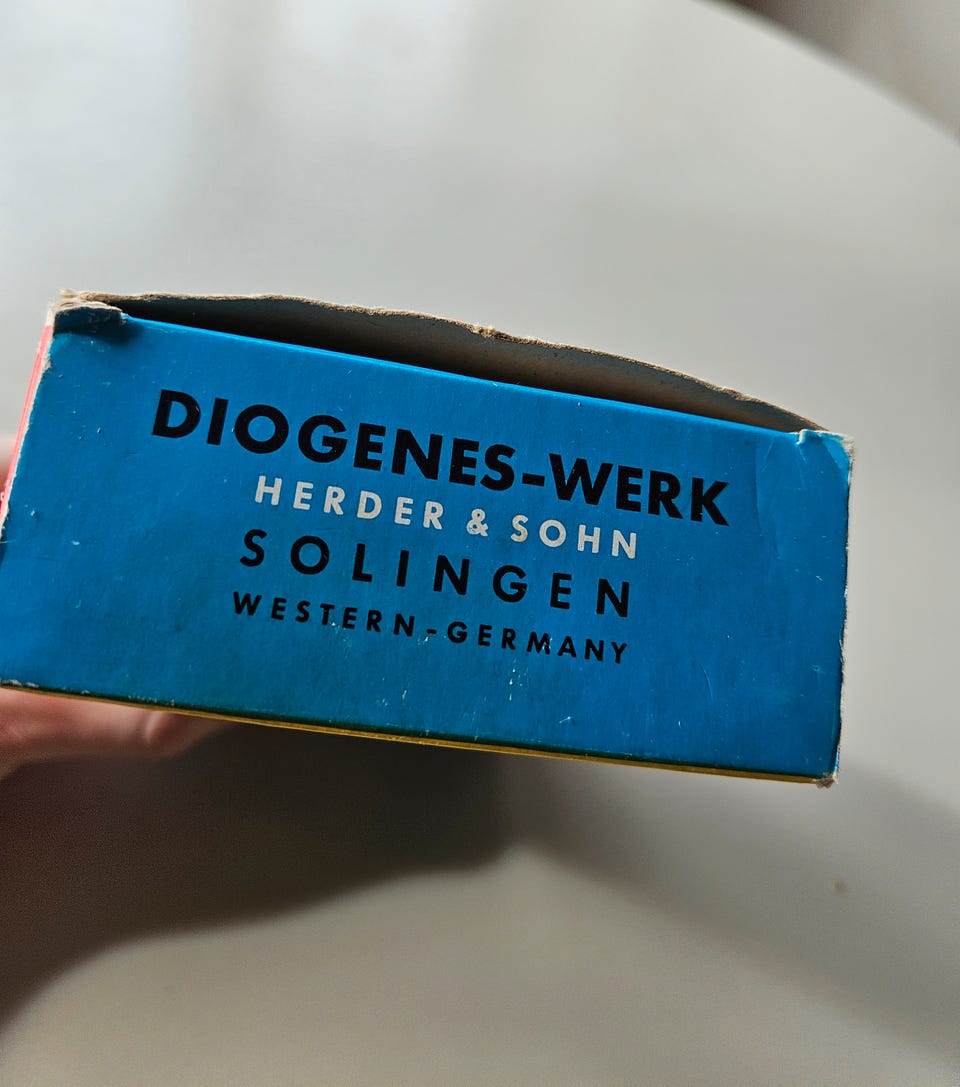 DIOGENES-WERK
HERDER & SOHN
SOLINGEN
WESTERN-GERMANY